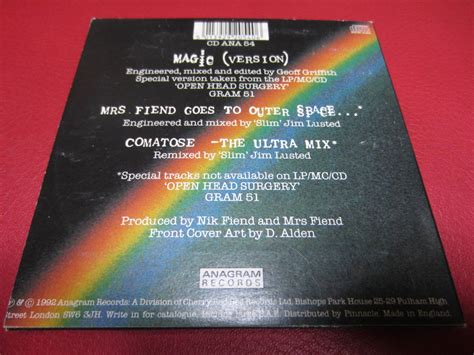 CD ANA 54
MAGIC (VERSION)
Engineered, mixed and edited by Geoff Griffith
Special version taken from the LP/MC/CD
'OPEN HEAD SURGERY'
GRAM 51
MRS. FIEND GOES TO OUTER SPACE...*
Engineered and mixed by 'Slim' Jim Lusted
COMATOSE -THE ULTRA MIX*
Remixed by 'Slim' Jim Lusted
*Special tracks not available on LP/MC/CD
'OPEN HEAD SURGERY'
GRAM 51
Produced by Nik Fiend and Mrs Fiend
Front Cover Art by D. Alden
ANAGRAM
RECORDS
℗ & © 1992 Anagram Records: A Division of Cherry Red Records Ltd. Bishops Park House 25-29 Fulham High
Street London SW6 3JH. Write in for catalogue, inc. large S.A.E. Distributed by Pinnacle. Made in England.